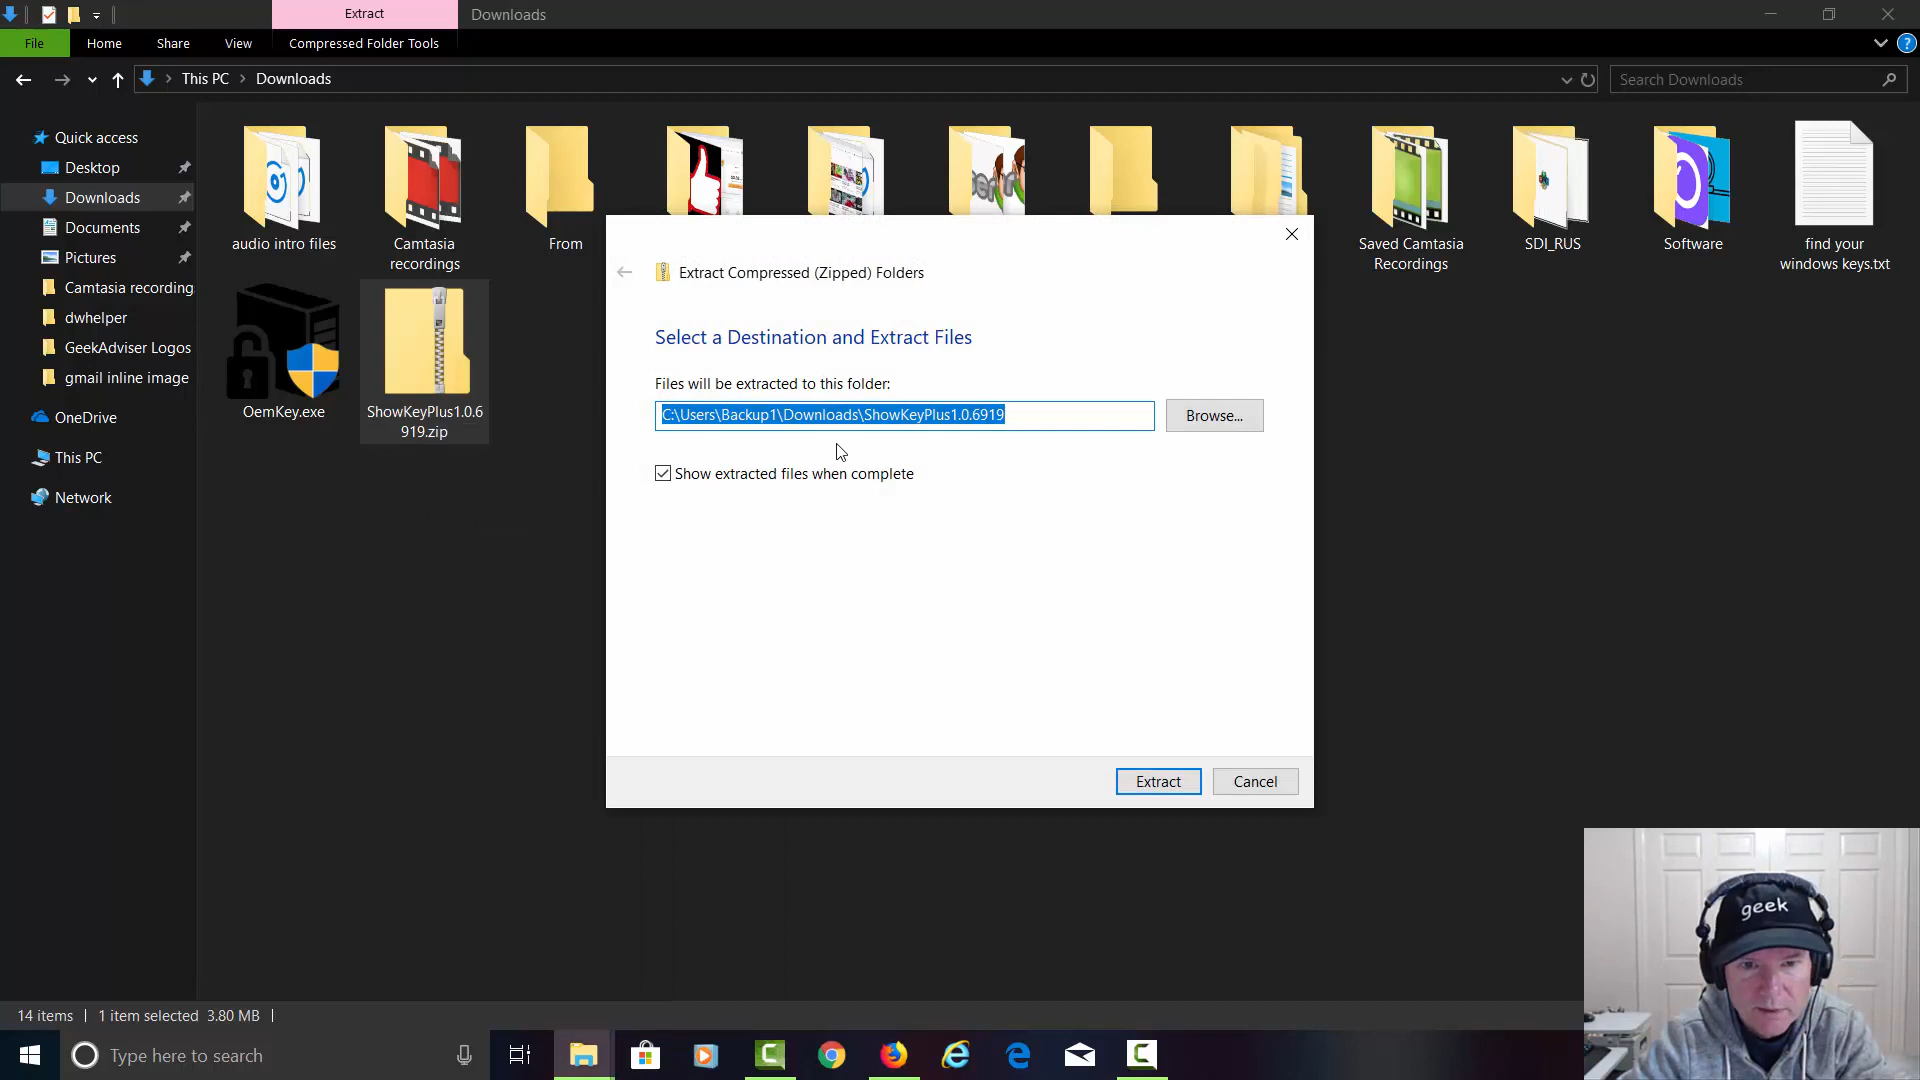 Extract
Downloads
File
Home
Share
View
Compressed Folder Tools
This PC
Downloads
Search Downloads
Quick access
Desktop
Downloads
Documents
Pictures
Camtasia recording
dwhelper
GeekAdviser Logos
gmail inline image
OneDrive
This PC
Network
audio intro files
Camtasia
recordings
From
Saved Camtasia
Recordings
SDI_RUS
Software
find your
windows keys.txt
OemKey.exe
ShowKeyPlus1.0.6
919.zip
Extract Compressed (Zipped) Folders
Select a Destination and Extract Files
Files will be extracted to this folder:
C:\Users\Backup1\Downloads\ShowKeyPlus1.0.6919
Browse...
Show extracted files when complete
Extract
Cancel
geek
14 items
1 item selected 3.80 MB
Type here to search